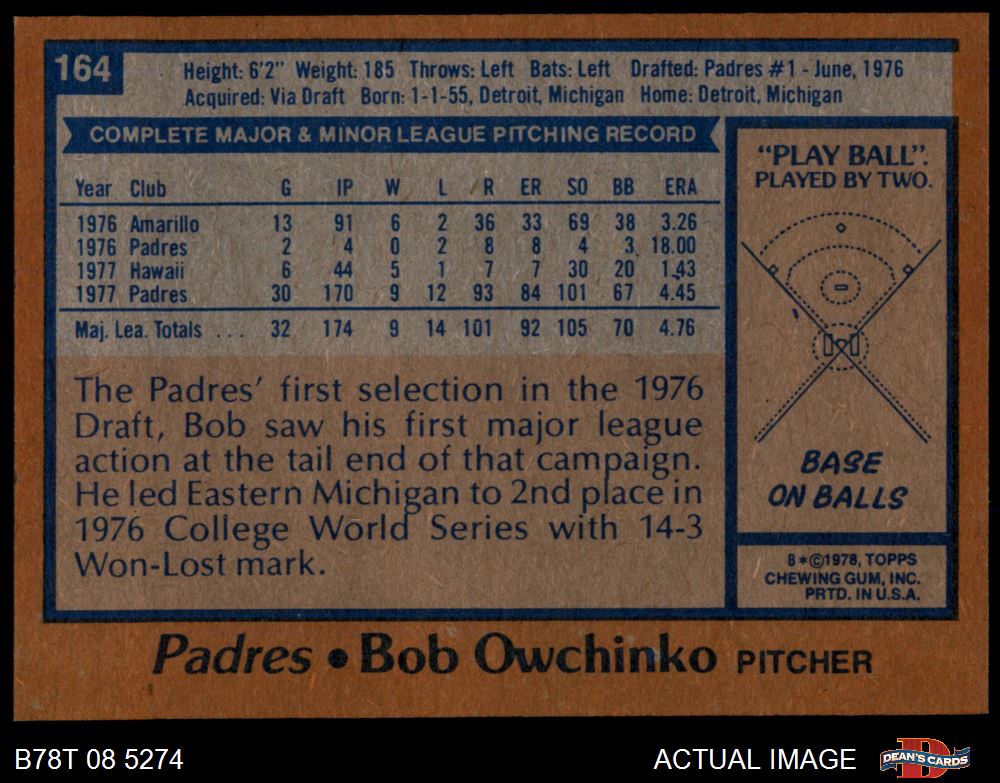 164
Height: 6'2" Weight: 185 Throws: Left Bats: Left Drafted: Padres #1 - June, 1976
Acquired: Via Draft Born: 1-1-55, Detroit, Michigan Home: Detroit, Michigan
COMPLETE MAJOR & MINOR LEAGUE PITCHING RECORD
Year Club G IP W L R ER SO BB ERA
1976 Amarillo 13 91 6 2 36 33 69 38 3.26
1976 Padres 2 4 0 2 8 8 4 3 18.00
1977 Hawaii 6 44 5 1 7 7 30 20 1.43
1977 Padres 30 170 9 12 93 84 101 67 4.45
Maj. Lea. Totals ... 32 174 9 14 101 92 105 70 4.76
The Padres' first selection in the 1976
Draft, Bob saw his first major league
action at the tail end of that campaign.
He led Eastern Michigan to 2nd place in
1976 College World Series with 14-3
Won-Lost mark.
"PLAY BALL".
PLAYED BY TWO.
BASE
ON BALLS
B*©1978, TOPPS
CHEWING GUM, INC.
PRTD. IN U.S.A.
Padres • Bob Owchinko PITCHER
B78T 08 5274
ACTUAL IMAGE
DEAN'S CARDS